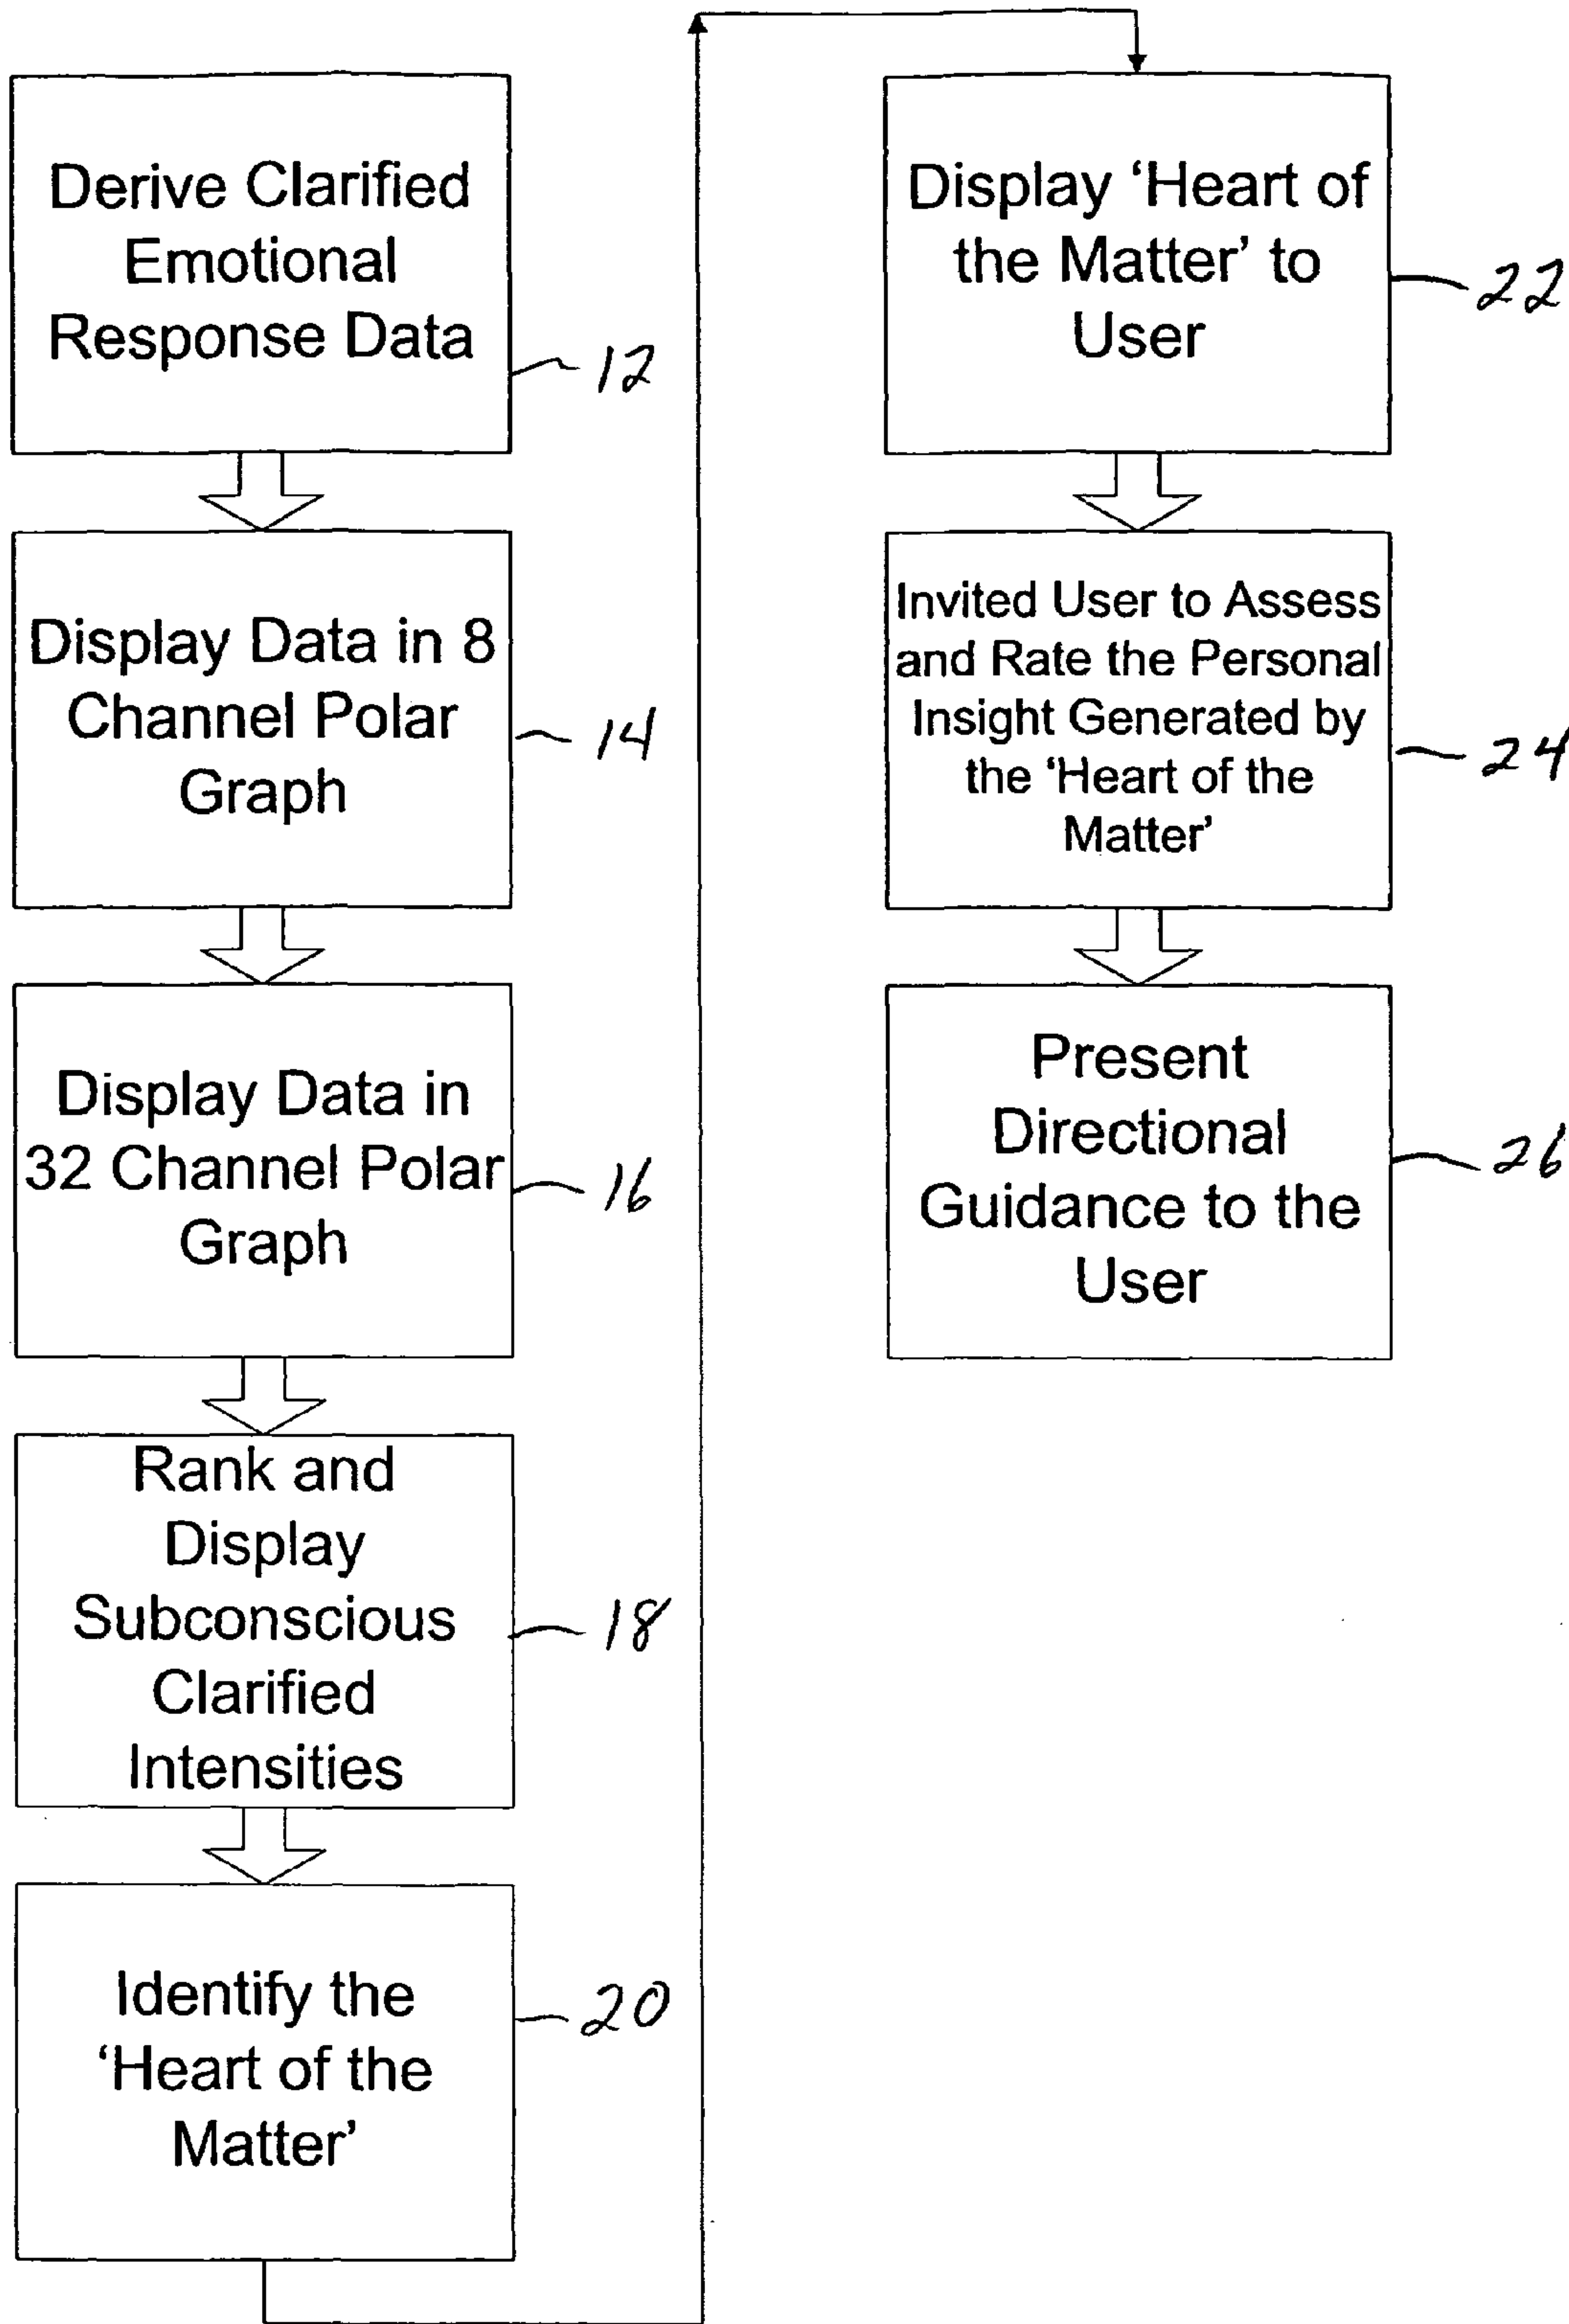 Derive Clarified
Emotional
Response Data
12
Display Data in 8
Channel Polar
Graph
14
Display Data in
32 Channel Polar
Graph
16
Rank and
Display
Subconscious
Clarified
Intensities
18
Identify the
‘Heart of the
Matter’
20
Display ‘Heart of
the Matter’ to
User
22
Invited User to Assess
and Rate the Personal
Insight Generated by
the ‘Heart of the
Matter’
24
Present
Directional
Guidance to the
User
26